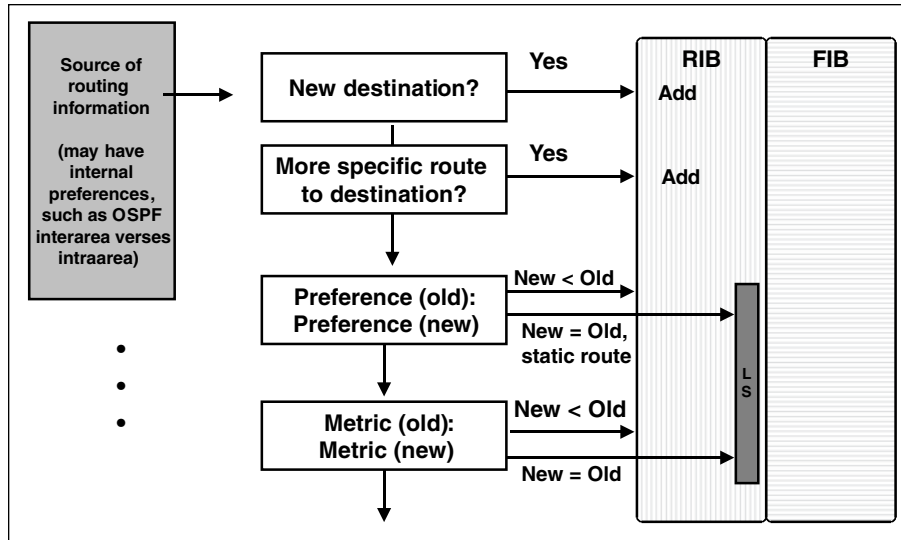 Source of
routing
information
(may have
internal
preferences,
such as OSPF
interarea verses
intraarea)
New destination?
Yes
Add
More specific route
to destination?
Yes
Add
Preference (old):
Preference (new)
New < Old
New = Old,
static route
Metric (old):
Metric (new)
New < Old
New = Old
RIB
FIB
L
S